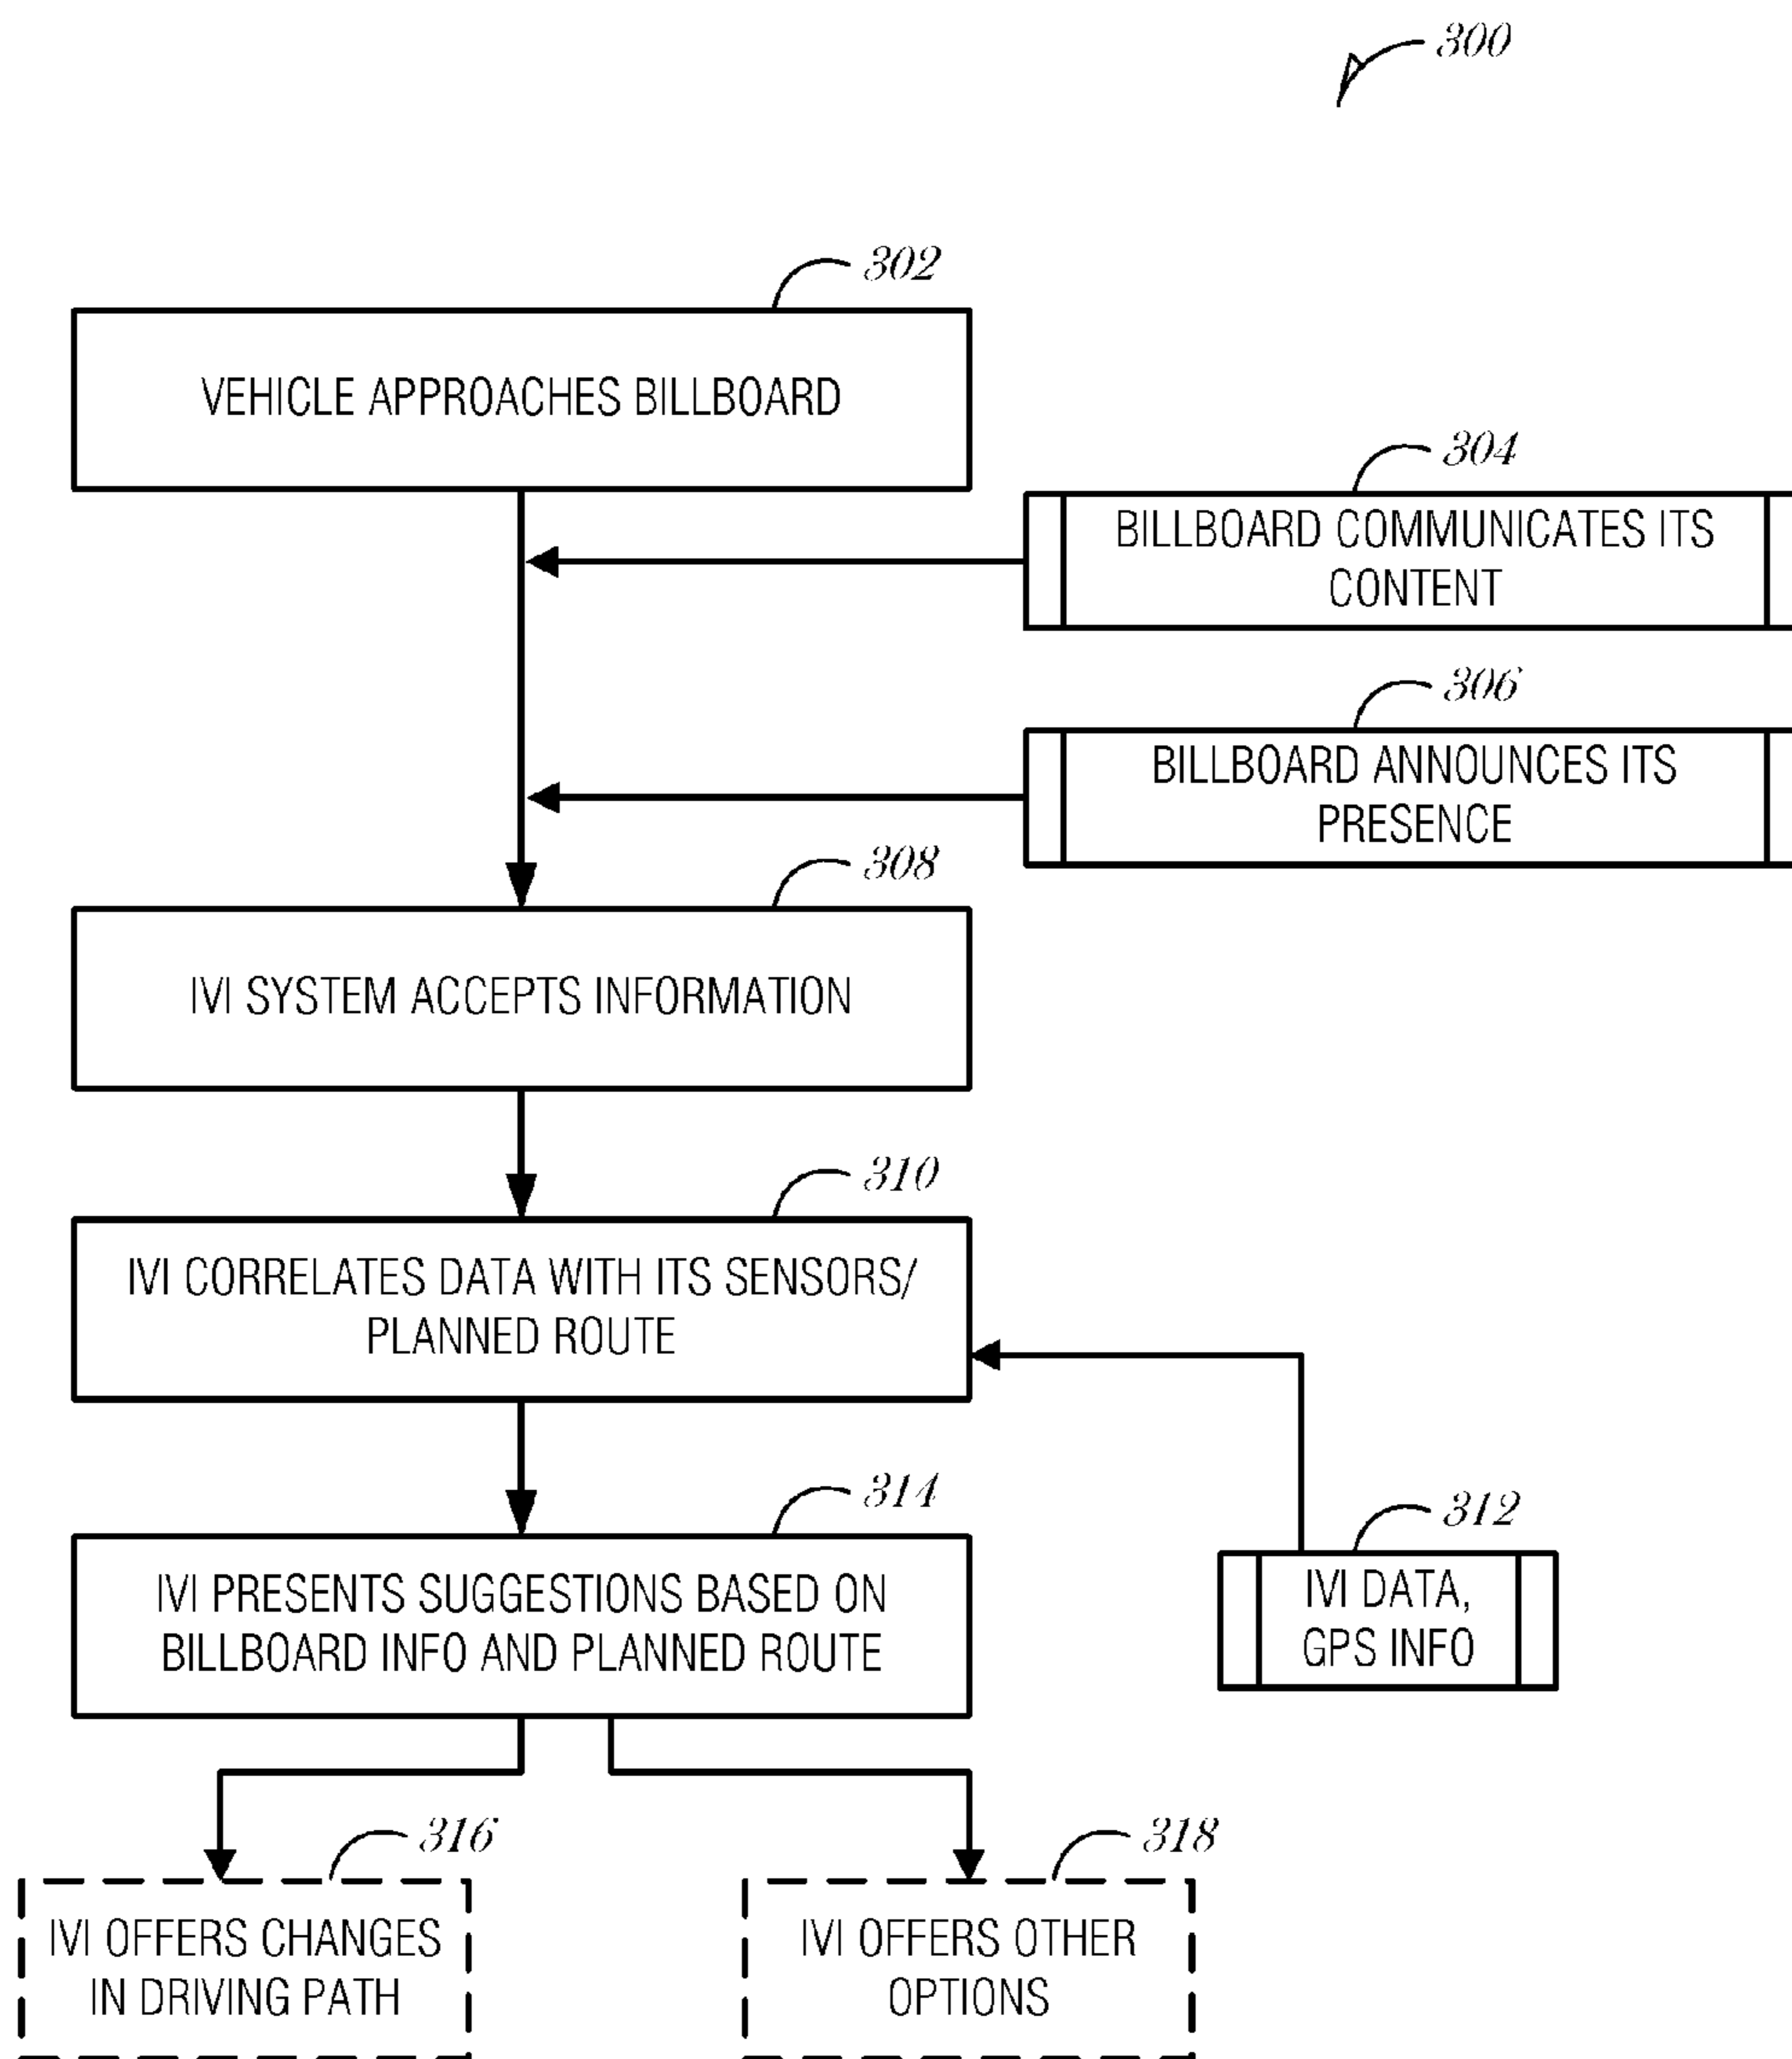 300
302
VEHICLE APPROACHES BILLBOARD
304
BILLBOARD COMMUNICATES ITS
CONTENT
306
BILLBOARD ANNOUNCES ITS
PRESENCE
308
IVI SYSTEM ACCEPTS INFORMATION
310
IVI CORRELATES DATA WITH ITS SENSORS/
PLANNED ROUTE
314
IVI PRESENTS SUGGESTIONS BASED ON
BILLBOARD INFO AND PLANNED ROUTE
312
IVI DATA,
GPS INFO
316
IVI OFFERS CHANGES
IN DRIVING PATH
318
IVI OFFERS OTHER
OPTIONS